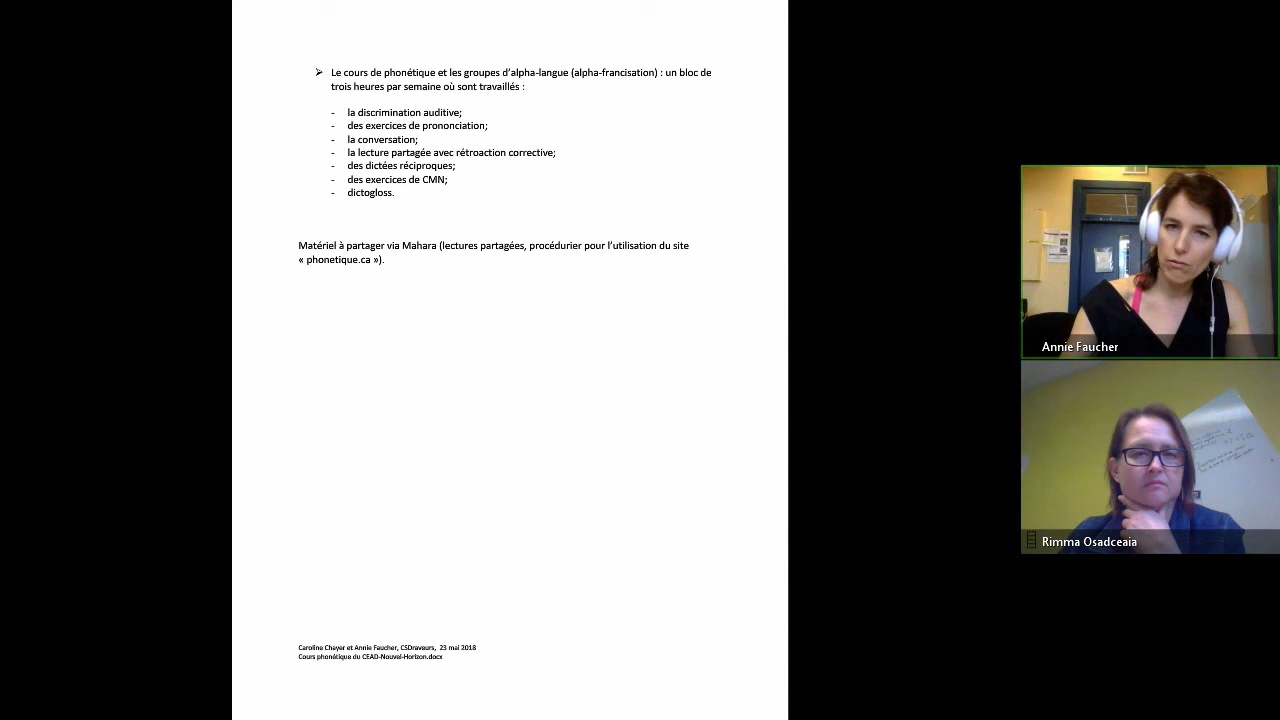 ➢ Le cours de phonétique et les groupes d'alpha-langue (alpha-francisation) : un bloc de
trois heures par semaine où sont travaillés :
- la discrimination auditive;
- des exercices de prononciation;
- la conversation;
- la lecture partagée avec rétroaction corrective;
- des dictées réciproques;
- des exercices de CMN;
- dictogloss.
Matériel à partager via Mahara (lectures partagées, procédurier pour l'utilisation du site
« phonetique.ca »).
Caroline Chayer et Annie Faucher, CSDraveurs, 23 mai 2018
Cours phonétique du CEAD-Nouvel-Horizon.docx
Annie Faucher
Rimma Osadceaia